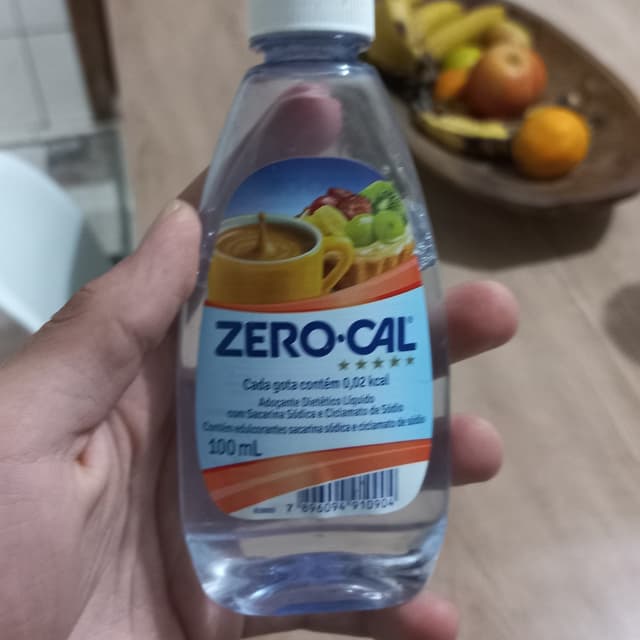 ZERO·CAL®
Cada gota contém 0,02 kcal
Adoçante Dietético Líquido
com Sacarina Sódica e Ciclamato de Sódio
Contém edulcorantes sacarina sódica e ciclamato de sódio
100 mL
7 896094 910904